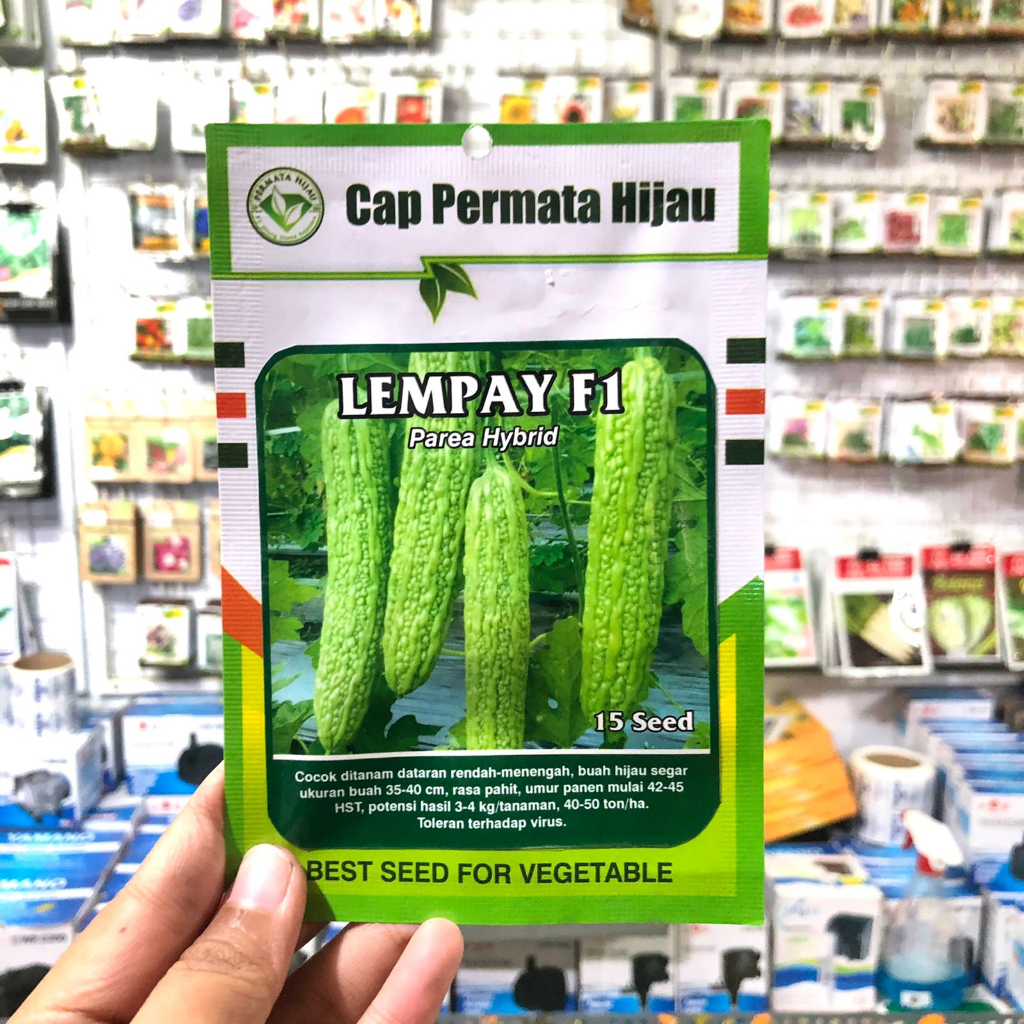 PERMATA HIJAU
Cap Permata Hijau
LEMPAY F1
Parea Hybrid
15 Seed
Cocok ditanam dataran rendah-menengah, buah hijau segar
ukuran buah 35-40 cm, rasa pahit, umur panen mulai 42-45
HST, potensi hasil 3-4 kg/tanaman, 40-50 ton/ha.
Toleran terhadap virus.
BEST SEED FOR VEGETABLE